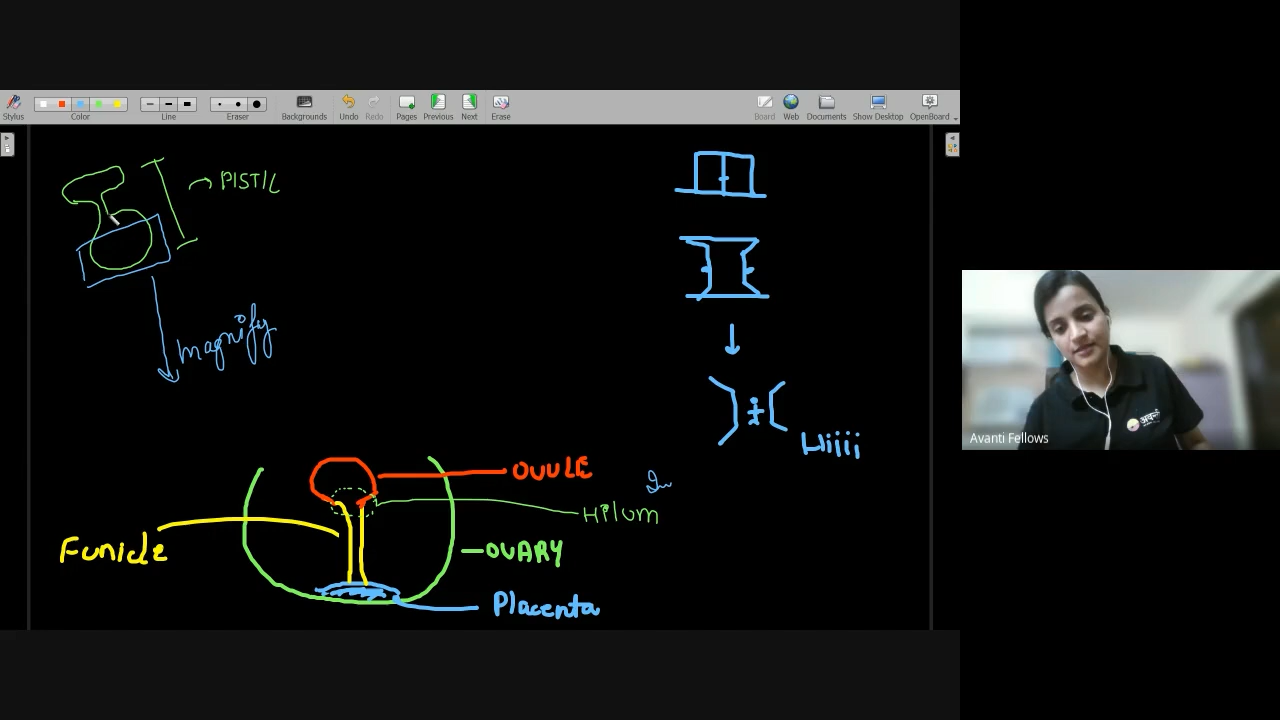 Stylus
Color
Line
Eraser
Backgrounds
Undo
Redo
Pages
Previous
Next
Erase
Board
Web
Documents
Show Desktop
OpenBoard
PISTIL
Magnify
Hiiii
OVULE
Hilum
Funicle
OVARY
Placenta
अवन्ती
Avanti Fellows